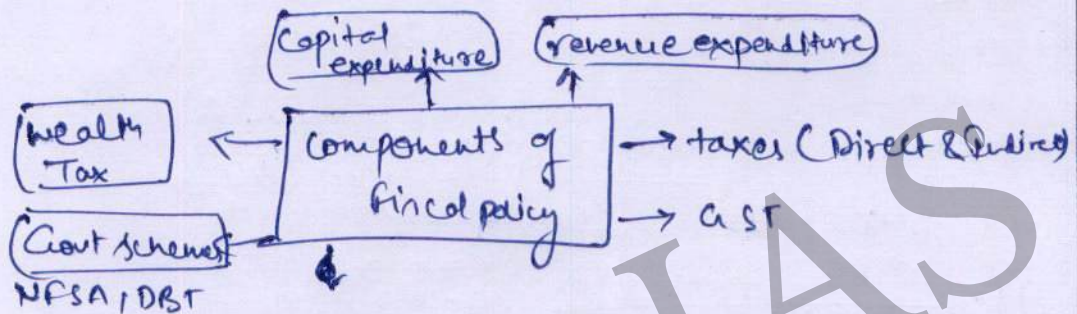 Capital
expenditure
revenue expenditure
Wealth
Tax
Components of
Fiscal policy
taxes (Direct & Indirect)
GST
Govt schemes
NFSA / DBT
IAS